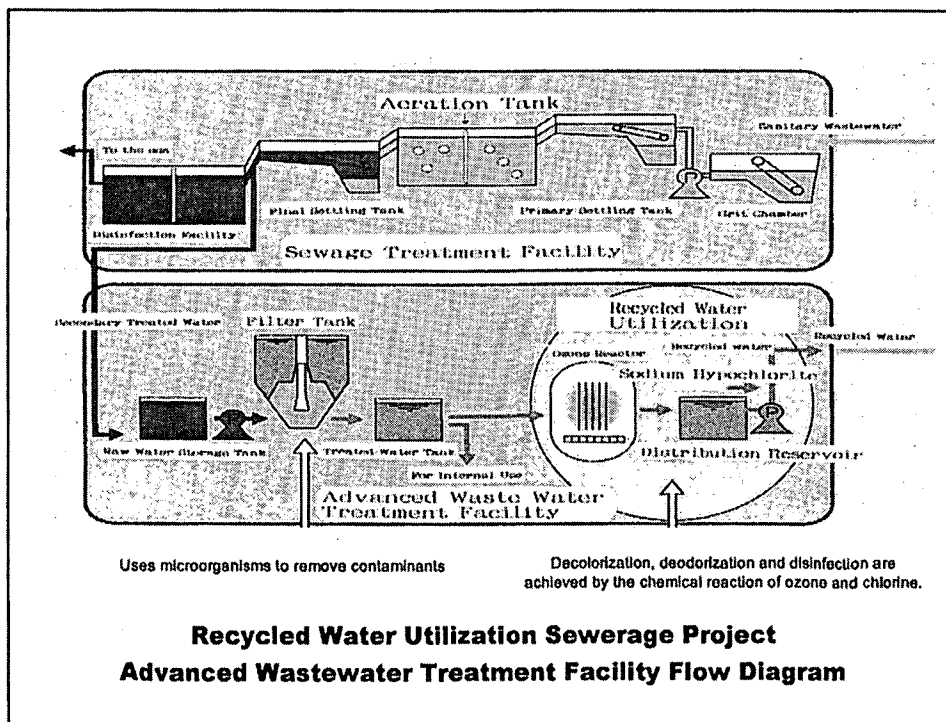 Aeration Tank
Sanitary Wastewater
To the sea
Final Settling Tank
Primary Settling Tank
Grit Chamber
Disinfection Facility
Sewage Treatment Facility
Secondary Treated Water
Filter Tank
Recycled Water
Utilization
Recycled Water
Recycled Water
Ozone Reactor
Sodium Hypochlorite
P
P
Raw Water Storage Tank
Treated-Water Tank
Distribution Reservoir
For Internal Use
Advanced Waste Water
Treatment Facility
Uses microorganisms to remove contaminants
Decolorization, deodorization and disinfection are
achieved by the chemical reaction of ozone and chlorine.
Recycled Water Utilization Sewerage Project
Advanced Wastewater Treatment Facility Flow Diagram